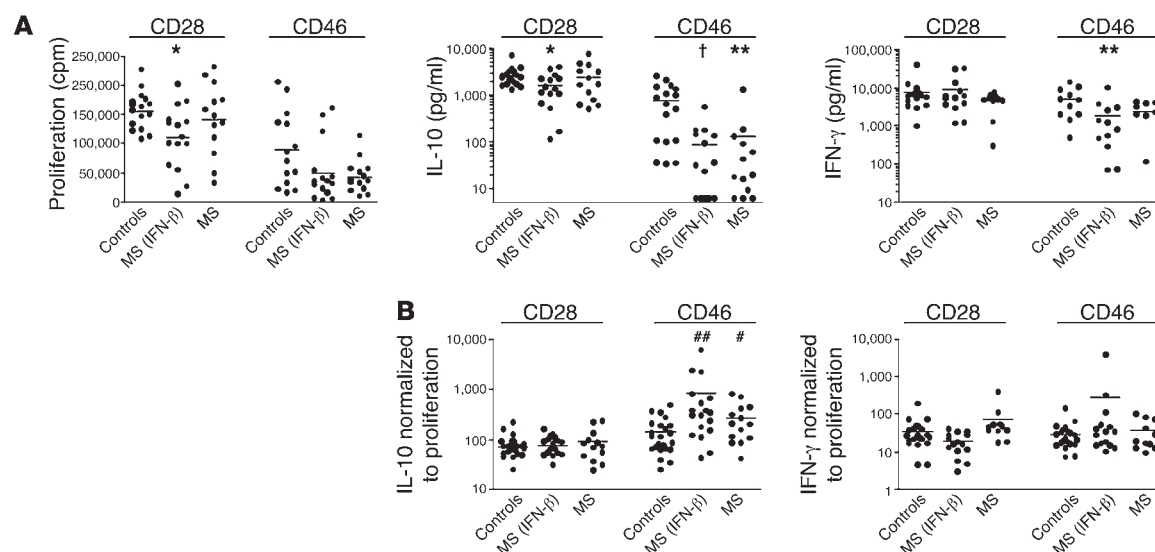 A
CD28 CD46
* 
Proliferation (cpm)
250,000
200,000
150,000
100,000
50,000
0
Controls MS (IFN-β) MS Controls MS (IFN-β) MS
CD28 CD46
* † **
IL-10 (pg/ml)
10,000
1,000
100
10
Controls MS (IFN-β) MS Controls MS (IFN-β) MS
CD28 CD46
**
IFN-γ (pg/ml)
100,000
10,000
1,000
100
10
Controls MS (IFN-β) MS Controls MS (IFN-β) MS
B
CD28 CD46
## #
IL-10 normalized
to proliferation
10,000
1,000
100
10
Controls MS (IFN-β) MS Controls MS (IFN-β) MS
CD28 CD46
IFN-γ normalized
to proliferation
10,000
1,000
100
10
1
Controls MS (IFN-β) MS Controls MS (IFN-β) MS